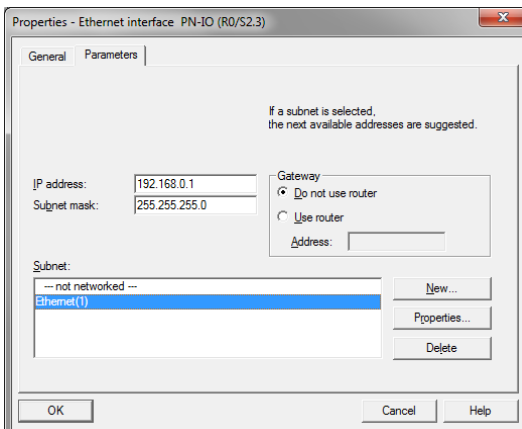 Properties - Ethernet interface PN-IO (R0/S2.3)
General
Parameters
If a subnet is selected,
the next available addresses are suggested.
IP address:
192.168.0.1
Subnet mask:
255.255.255.0
Gateway
Do not use router
Use router
Address:
Subnet:
--- not networked ---
Ethernet(1)
New...
Properties...
Delete
OK
Cancel
Help